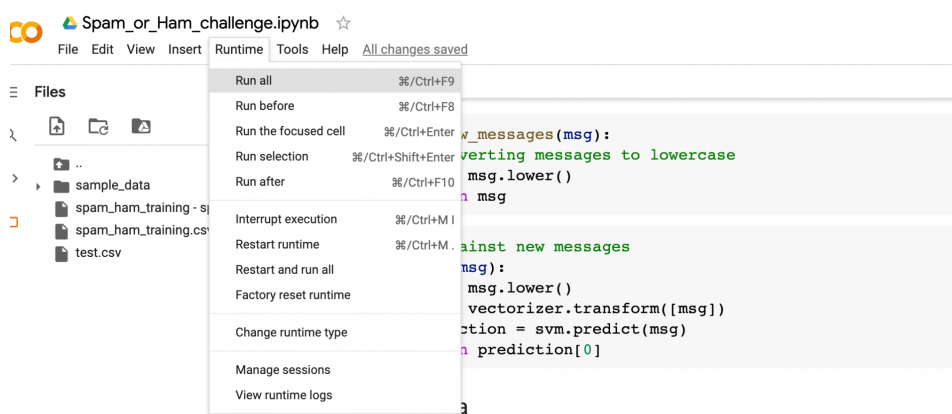 Spam_or_Ham_challenge.ipynb
File Edit View Insert Runtime Tools Help All changes saved
Files
..
sample_data
spam_ham_training - sp
spam_ham_training.csv
test.csv
Run all ⌘/Ctrl+F9
Run before ⌘/Ctrl+F8
Run the focused cell ⌘/Ctrl+Enter
Run selection ⌘/Ctrl+Shift+Enter
Run after ⌘/Ctrl+F10
Interrupt execution ⌘/Ctrl+M I
Restart runtime ⌘/Ctrl+M .
Restart and run all
Factory reset runtime
Change runtime type
Manage sessions
View runtime logs
w_messages(msg):
verting messages to lowercase
msg.lower()
n msg
ainst new messages
msg):
msg.lower()
vectorizer.transform([msg])
ction = svm.predict(msg)
n prediction[0]